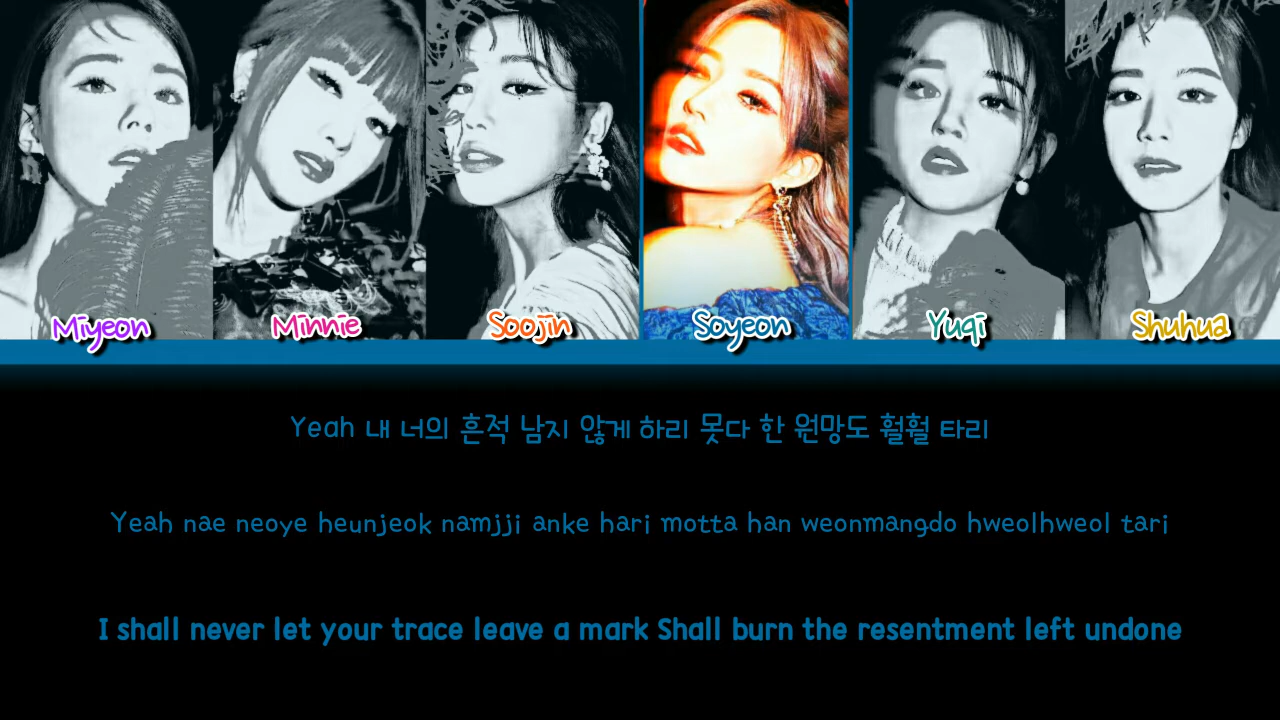 Miyeon Minnie Soojin Soyeon Yuqi Shuhua
Yeah 내 너의 흔적 남지 않게 하리 못다 한 원망도 훨훨 타리
Yeah nae neoye heunjeok namjji anke hari motta han weonmangdo hweolhweol tari
I shall never let your trace leave a mark Shall burn the resentment left undone